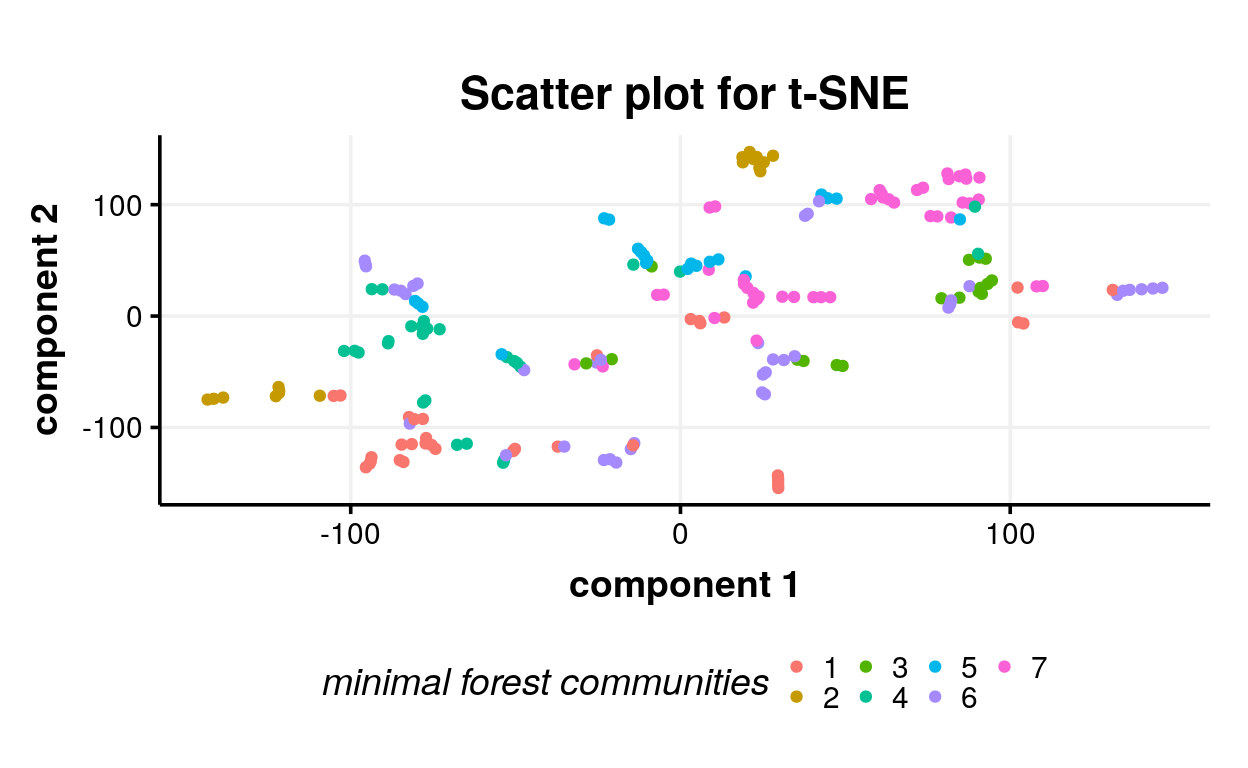 Scatter plot for t-SNE
component 2
100
0
-100
-100 0 100
component 1
minimal forest communities
1 3 5 7
2 4 6